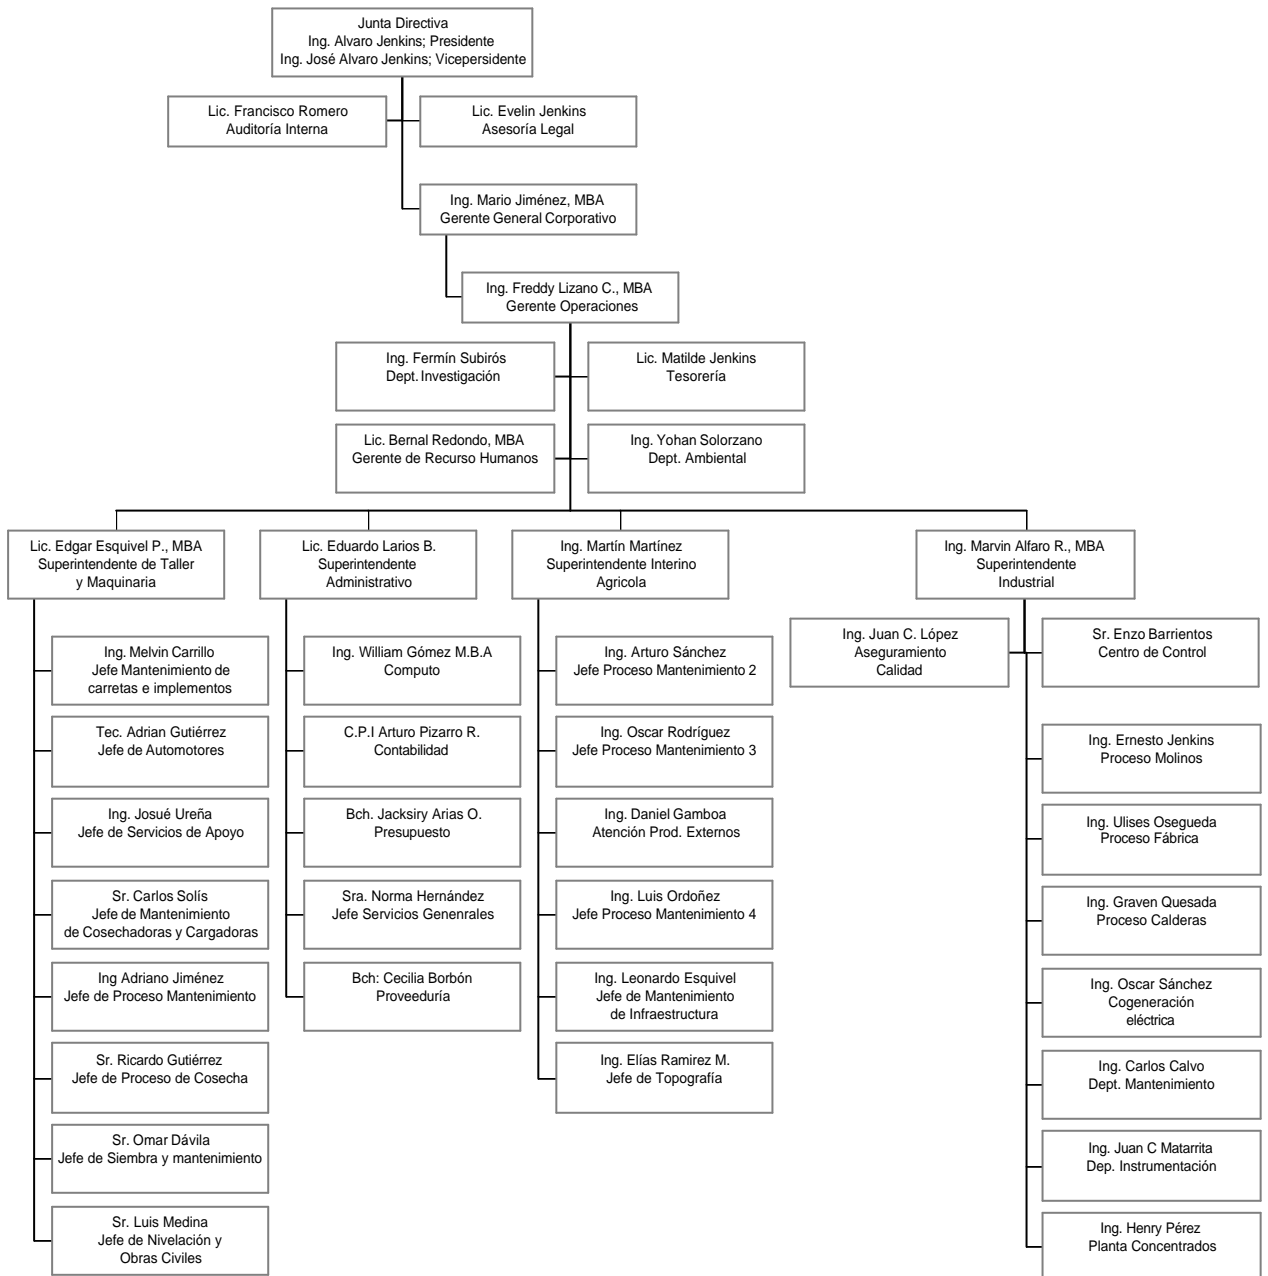 Junta Directiva
Ing. Alvaro Jenkins; Presidente
Ing. José Alvaro Jenkins; Vicepersidente
Lic. Francisco Romero
Auditoría Interna
Lic. Evelin Jenkins
Asesoría Legal
Ing. Mario Jiménez, MBA
Gerente General Corporativo
Ing. Freddy Lizano C., MBA
Gerente Operaciones
Ing. Fermín Subirós
Dept. Investigación
Lic. Matilde Jenkins
Tesorería
Lic. Bernal Redondo, MBA
Gerente de Recurso Humanos
Ing. Yohan Solorzano
Dept. Ambiental
Lic. Edgar Esquivel P., MBA
Superintendente de Taller
y Maquinaria
Lic. Eduardo Larios B.
Superintendente
Administrativo
Ing. Martín Martínez
Superintendente Interino
Agricola
Ing. Marvin Alfaro R., MBA
Superintendente
Industrial
Ing. Melvin Carrillo
Jefe Mantenimiento de
carretas e implementos
Tec. Adrian Gutiérrez
Jefe de Automotores
Ing. Josué Ureña
Jefe de Servicios de Apoyo
Sr. Carlos Solís
Jefe de Mantenimiento
de Cosechadoras y Cargadoras
Ing Adriano Jiménez
Jefe de Proceso Mantenimiento
Sr. Ricardo Gutiérrez
Jefe de Proceso de Cosecha
Sr. Omar Dávila
Jefe de Siembra y mantenimiento
Sr. Luis Medina
Jefe de Nivelación y
Obras Civiles
Ing. William Gómez M.B.A
Computo
C.P.I Arturo Pizarro R.
Contabilidad
Bch. Jacksiry Arias O.
Presupuesto
Sra. Norma Hernández
Jefe Servicios Genenrales
Bch: Cecilia Borbón
Proveeduría
Ing. Arturo Sánchez
Jefe Proceso Mantenimiento 2
Ing. Oscar Rodríguez
Jefe Proceso Mantenimiento 3
Ing. Daniel Gamboa
Atención Prod. Externos
Ing. Luis Ordoñez
Jefe Proceso Mantenimiento 4
Ing. Leonardo Esquivel
Jefe de Mantenimiento
de Infraestructura
Ing. Elías Ramirez M.
Jefe de Topografía
Ing. Juan C. López
Aseguramiento
Calidad
Sr. Enzo Barrientos
Centro de Control
Ing. Ernesto Jenkins
Proceso Molinos
Ing. Ulises Osegueda
Proceso Fábrica
Ing. Graven Quesada
Proceso Calderas
Ing. Oscar Sánchez
Cogeneración
eléctrica
Ing. Carlos Calvo
Dept. Mantenimiento
Ing. Juan C Matarrita
Dep. Instrumentación
Ing. Henry Pérez
Planta Concentrados